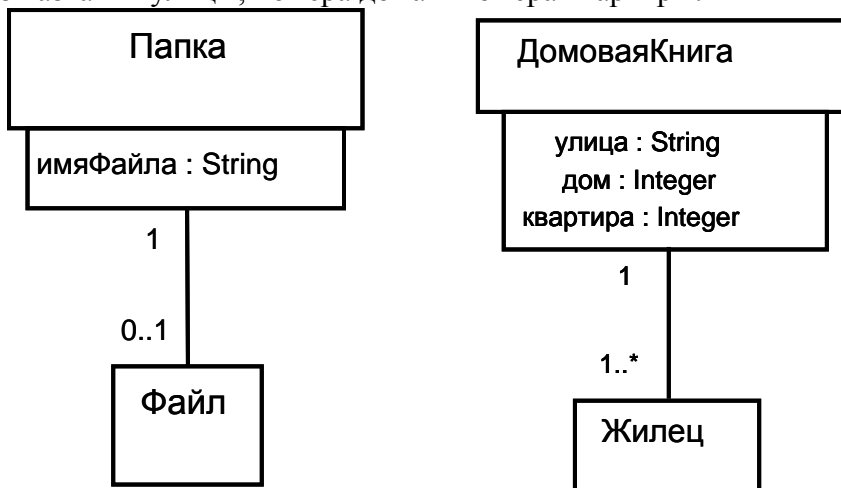 Папка
имяФайла : String
1
0..1
Файл
ДомоваяКнига
улица : String
дом : Integer
квартира : Integer
1
1..*
Жилец